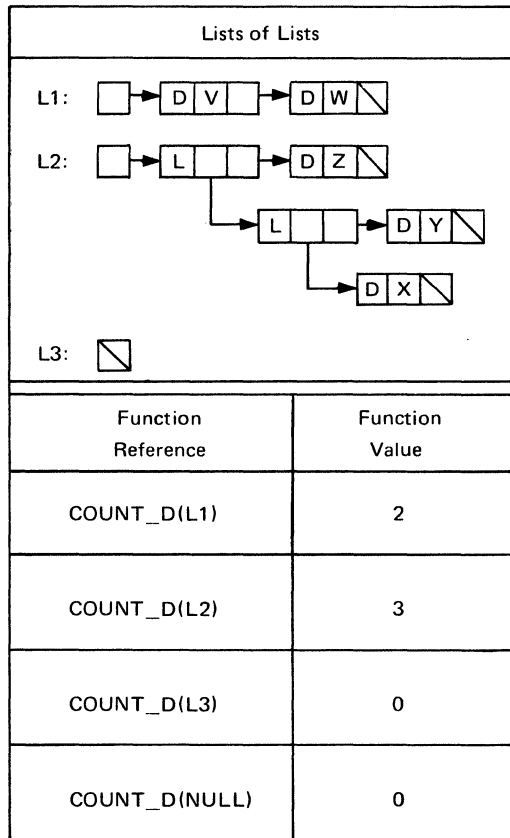 Lists of Lists
L1: D V D W
L2: L D Z
L D Y
D X
L3:
Function Reference Function Value
COUNT_D(L1) 2
COUNT_D(L2) 3
COUNT_D(L3) 0
COUNT_D(NULL) 0